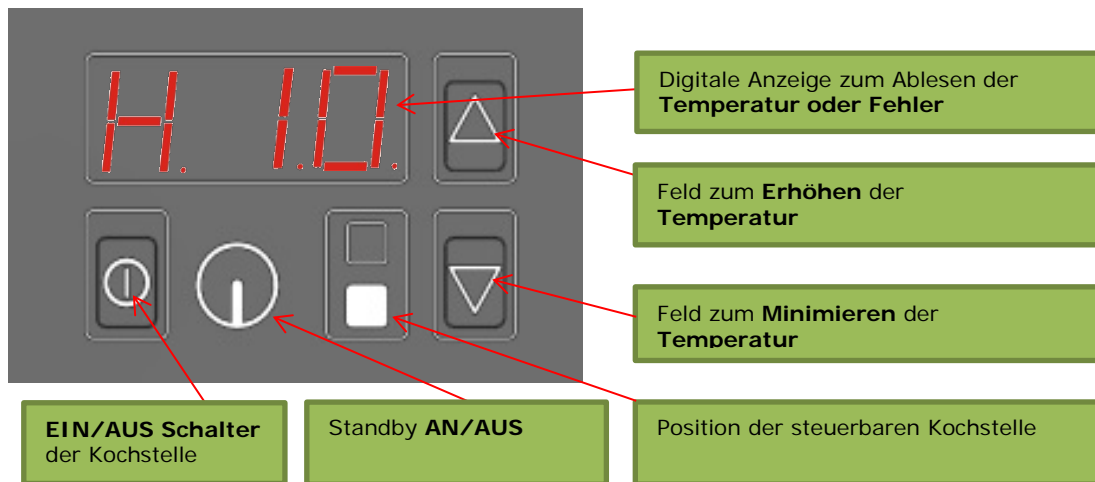 H. 1.0.
Digitale Anzeige zum Ablesen der
Temperatur oder Fehler
Feld zum Erhöhen der
Temperatur
Feld zum Minimieren der
Temperatur
EIN/AUS Schalter
der Kochstelle
Standby AN/AUS
Position der steuerbaren Kochstelle